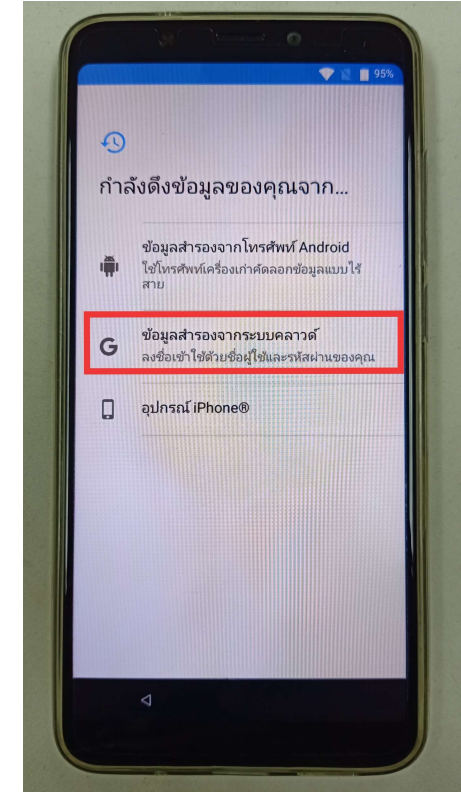 95%
กำลังดึงข้อมูลของคุณจาก...
ข้อมูลสำรองจากโทรศัพท์ Android
ใช้โทรศัพท์เครื่องเก่าคัดลอกข้อมูลแบบไร้
สาย
G
ข้อมูลสำรองจากระบบคลาวด์
ลงชื่อเข้าใช้ด้วยชื่อผู้ใช้และรหัสผ่านของคุณ
อุปกรณ์ iPhone®